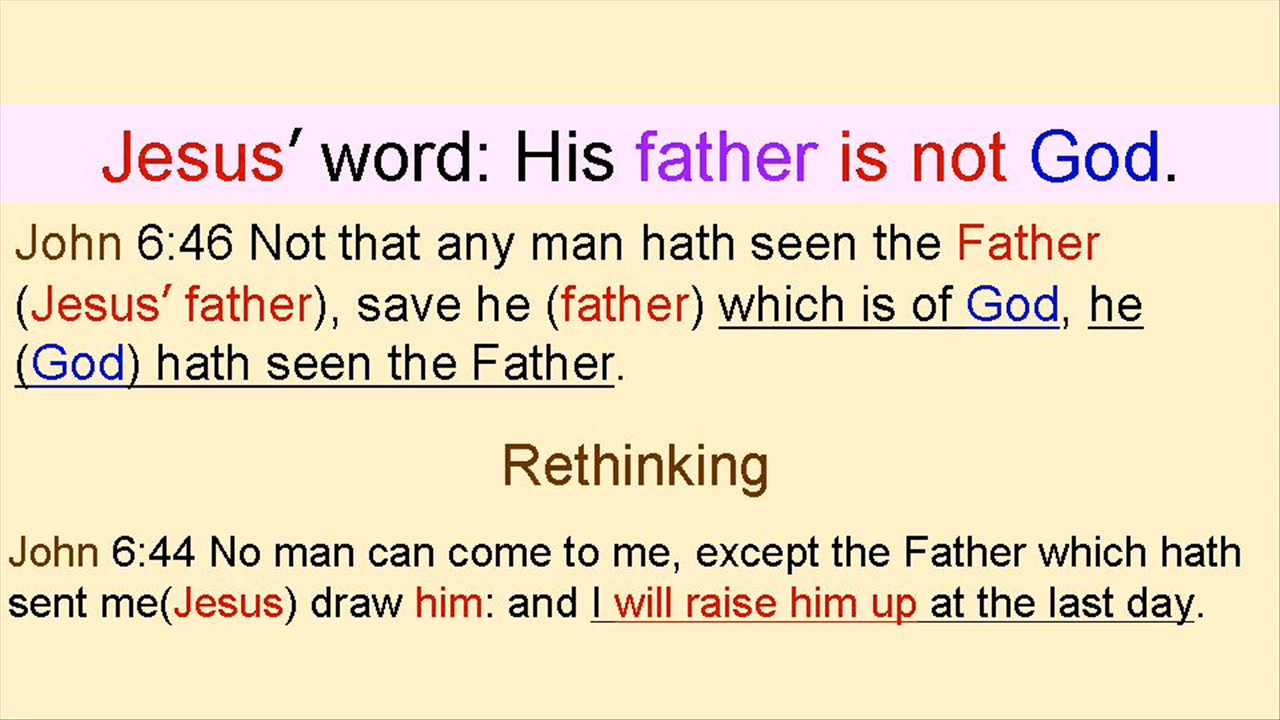 Jesus′ word: His father is not God.
John 6:46 Not that any man hath seen the Father
(Jesus′ father), save he (father) which is of God, he
(God) hath seen the Father.
Rethinking
John 6:44 No man can come to me, except the Father which hath
sent me(Jesus) draw him: and I will raise him up at the last day.